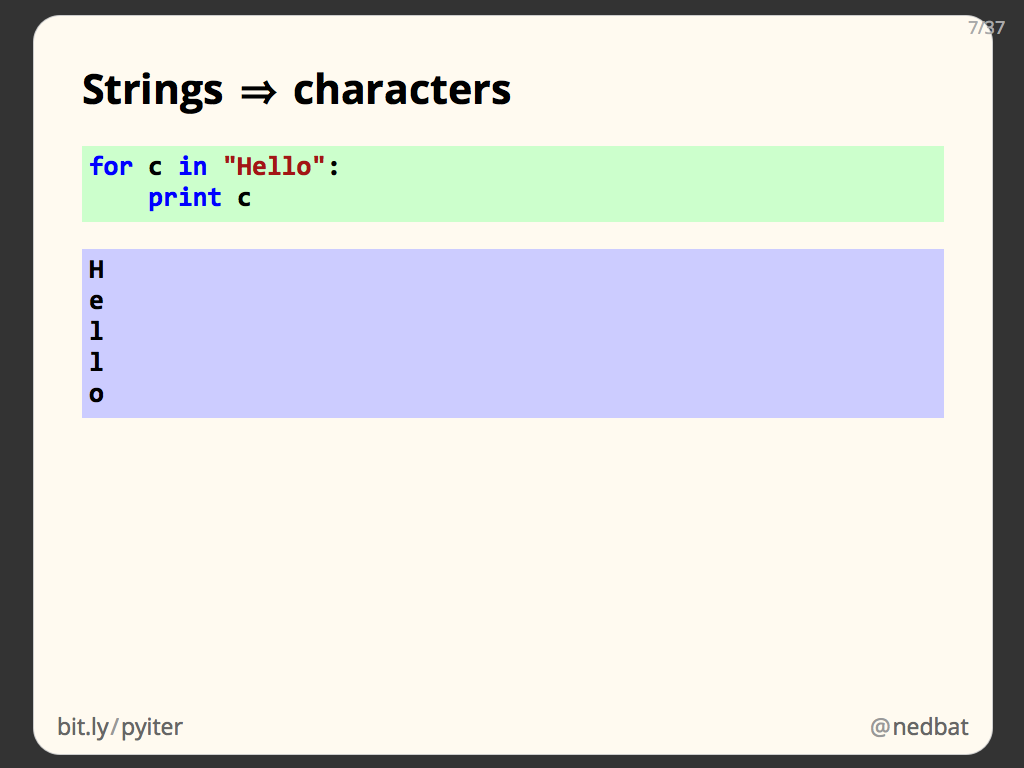 7/37
Strings ⇒ characters
for c in "Hello":
    print c
H
e
l
l
o
bit.ly/pyiter
@nedbat